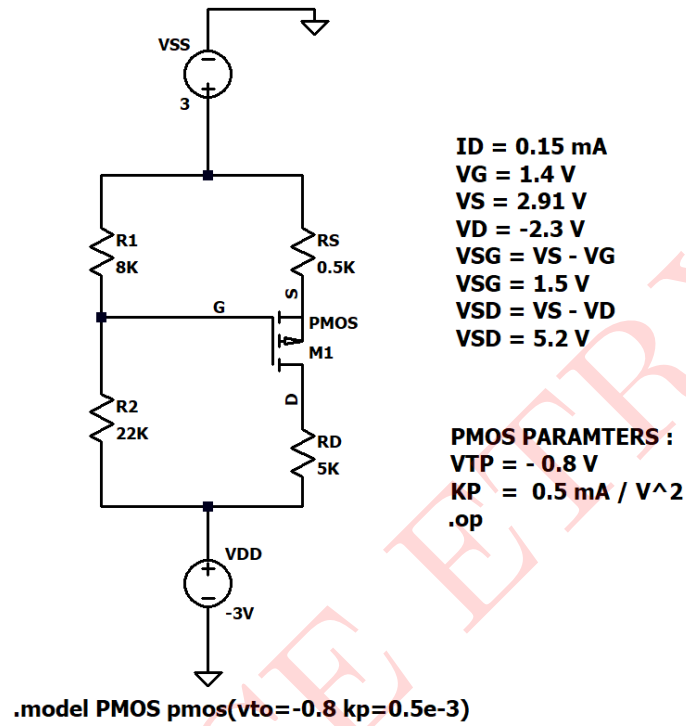 VSS
3
R1
8K
RS
0.5K
S
G
PMOS
M1
D
R2
22K
RD
5K
VDD
-3V
ID = 0.15 mA
VG = 1.4 V
VS = 2.91 V
VD = -2.3 V
VSG = VS - VG
VSG = 1.5 V
VSD = VS - VD
VSD = 5.2 V
PMOS PARAMTERS :
VTP = - 0.8 V
KP = 0.5 mA / V^2
.op
.model PMOS pmos(vto=-0.8 kp=0.5e-3)